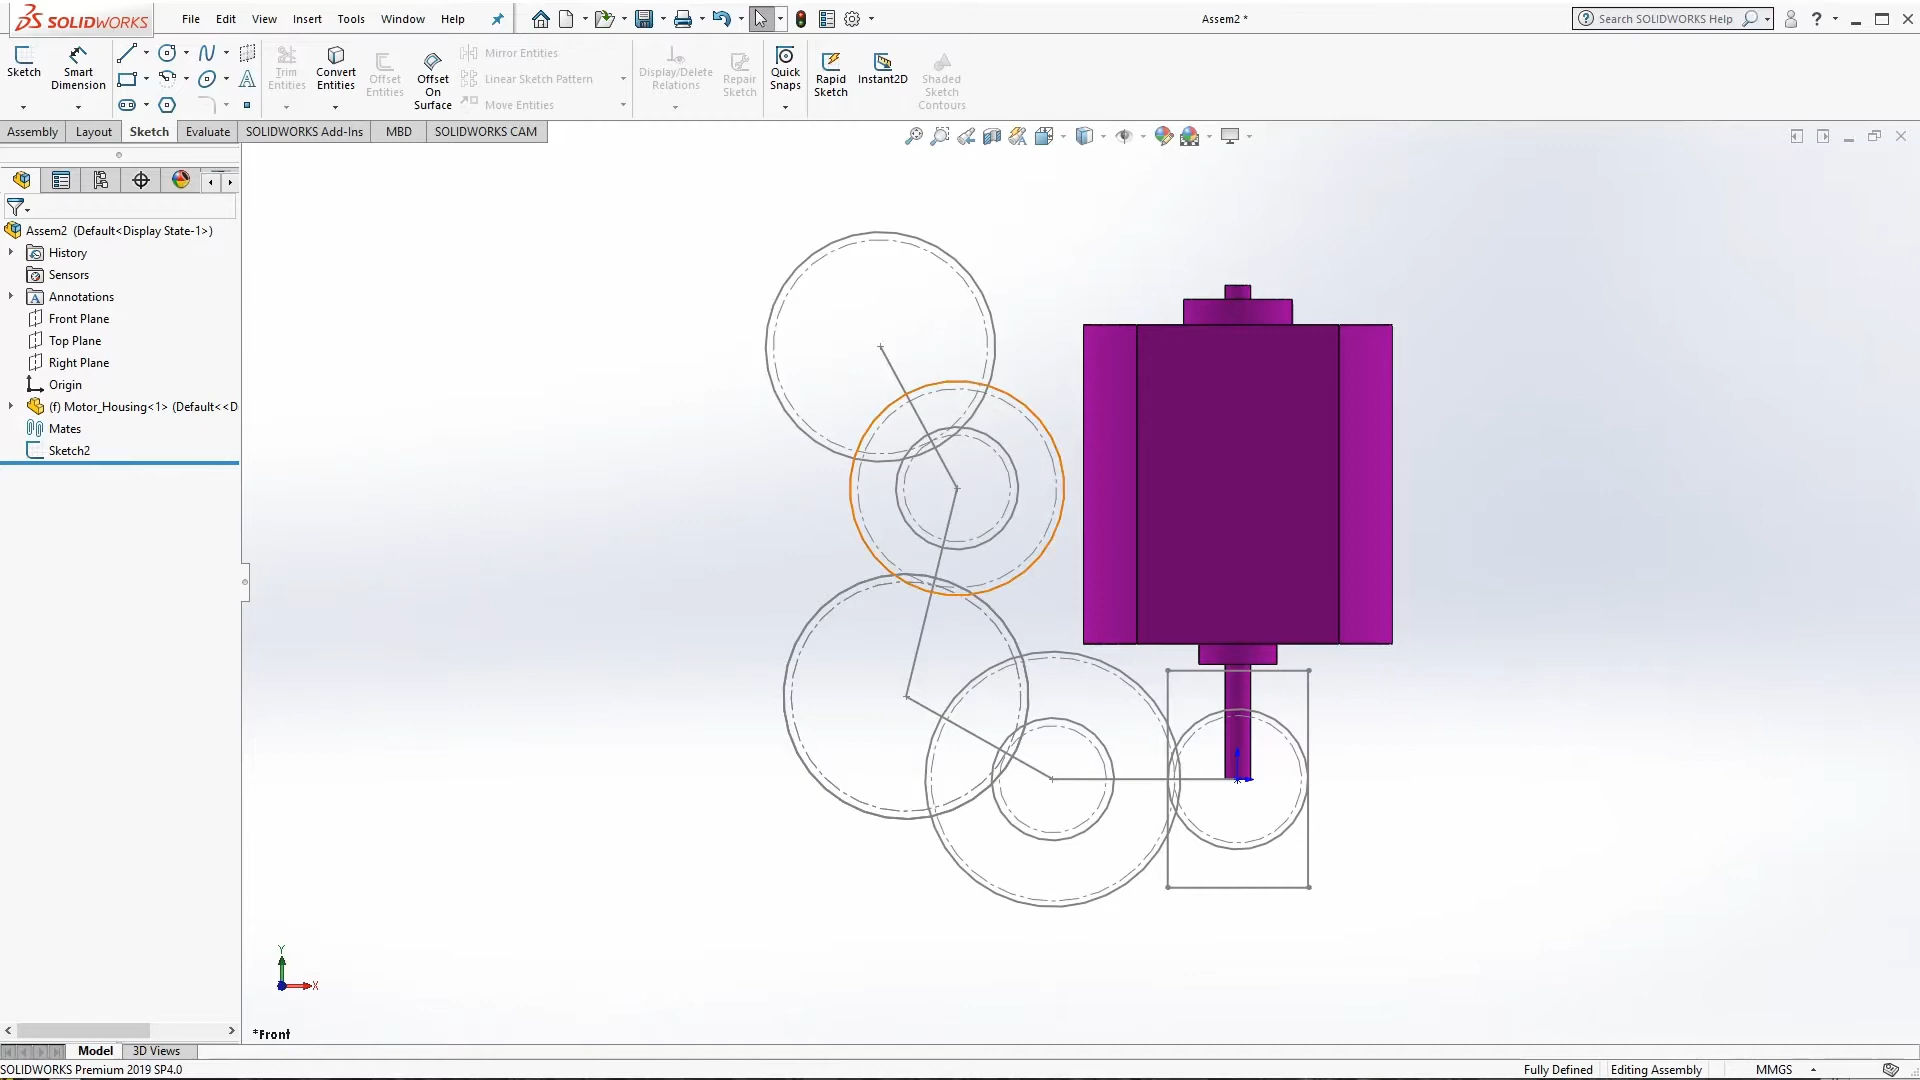 SOLIDWORKS File Edit View Insert Tools Window Help Assem2 * Search SOLIDWORKS Help ?
Sketch Smart Dimension Trim Entities Convert Entities Offset Entities Offset On Surface Mirror Entities Linear Sketch Pattern Move Entities Display/Delete Relations Repair Sketch Quick Snaps Rapid Sketch Instant2D Shaded Sketch Contours
Assembly Layout Sketch Evaluate SOLIDWORKS Add-Ins MBD SOLIDWORKS CAM
Assem2 (Default<Display State-1>)
History
Sensors
Annotations
Front Plane
Top Plane
Right Plane
Origin
(f) Motor_Housing<1> (Default<<D
Mates
Sketch2
Y
X
*Front
Model 3D Views
SOLIDWORKS Premium 2019 SP4.0 Fully Defined Editing Assembly MMGS